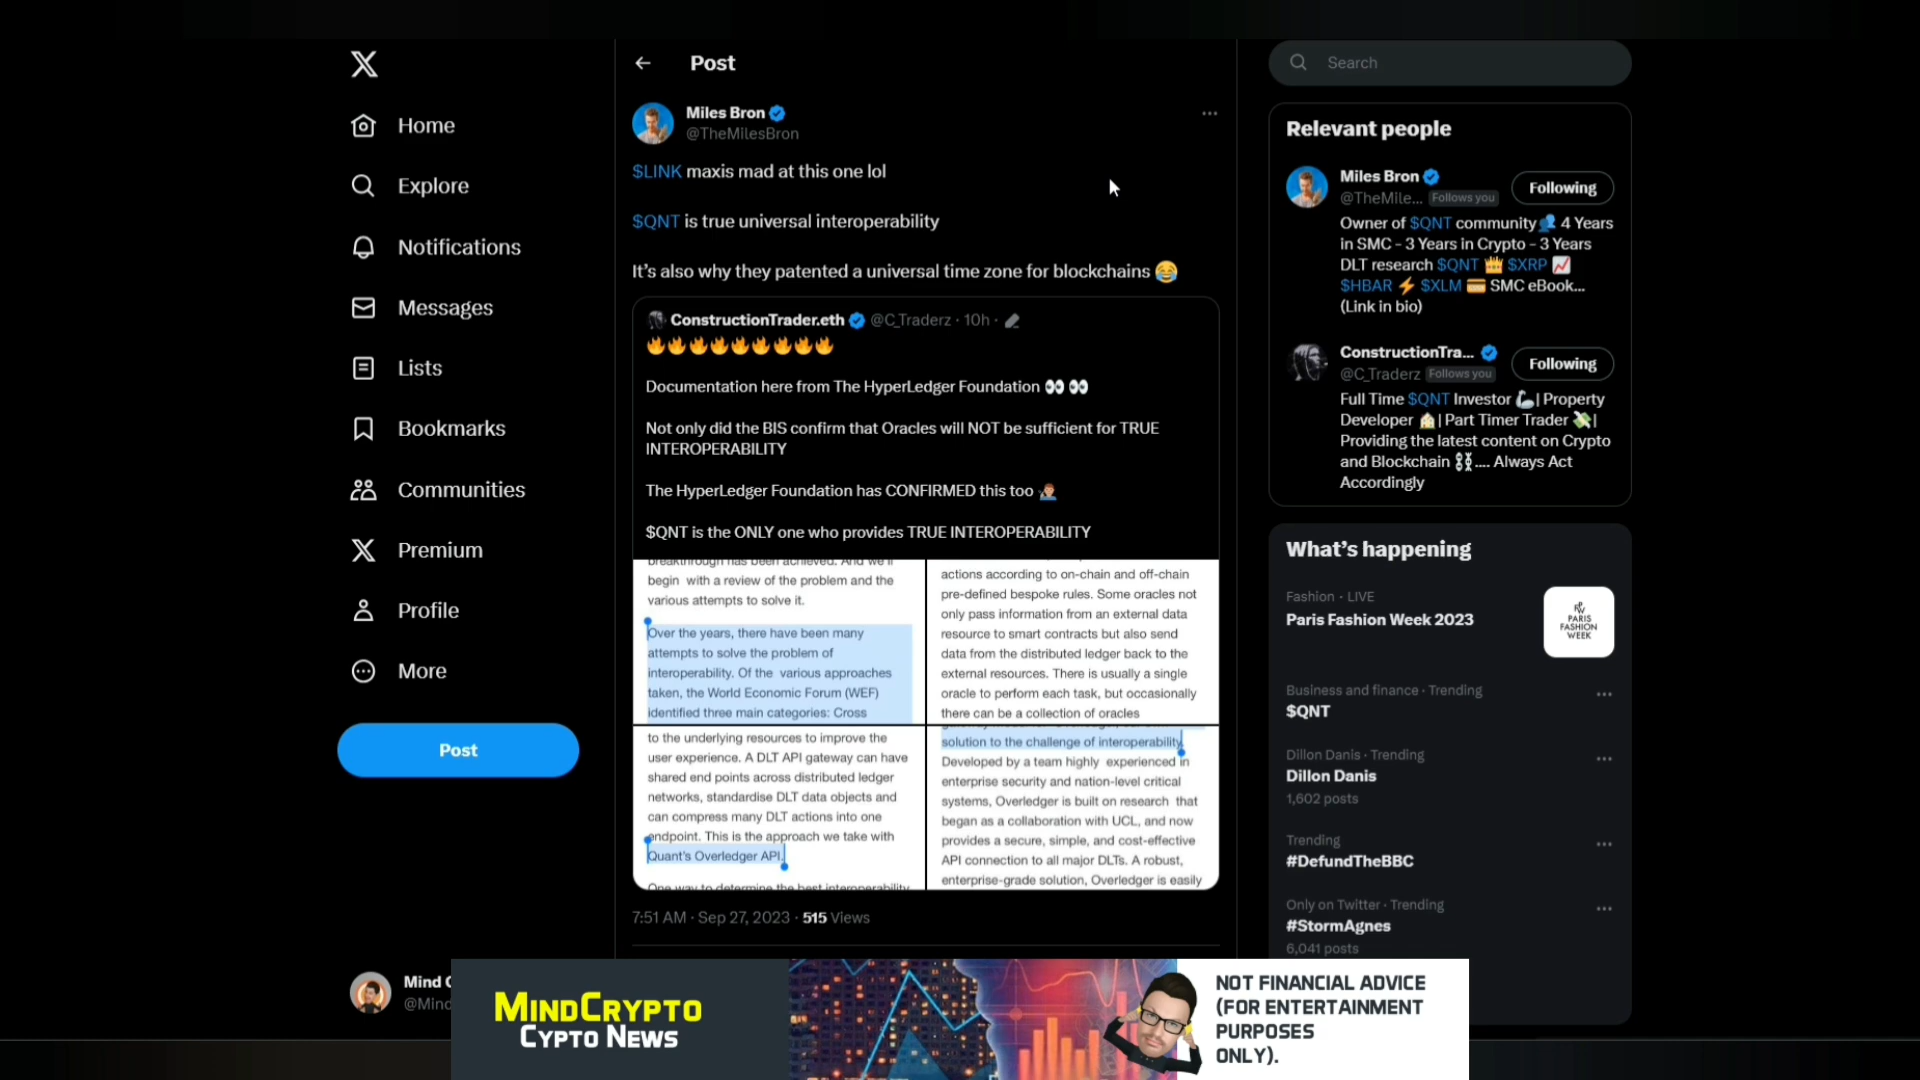 Home
Explore
Notifications
Messages
Lists
Bookmarks
Communities
Premium
Profile
More
Post
Mind
@Mind
Post
Miles Bron
@TheMilesBron
$LINK maxis mad at this one lol
$QNT is true universal interoperability
It's also why they patented a universal time zone for blockchains 😂
ConstructionTrader.eth @C_Traderz · 10h ·
🔥🔥🔥🔥🔥🔥🔥🔥🔥
Documentation here from The HyperLedger Foundation 👀 👀
Not only did the BIS confirm that Oracles will NOT be sufficient for TRUE
INTEROPERABILITY
The HyperLedger Foundation has CONFIRMED this too
$QNT is the ONLY one who provides TRUE INTEROPERABILITY
breakthrough has been achieved. And we'll
begin with a review of the problem and the
various attempts to solve it.
Over the years, there have been many
attempts to solve the problem of
interoperability. Of the various approaches
taken, the World Economic Forum (WEF)
identified three main categories: Cross
actions according to on-chain and off-chain
pre-defined bespoke rules. Some oracles not
only pass information from an external data
resource to smart contracts but also send
data from the distributed ledger back to the
external resources. There is usually a single
oracle to perform each task, but occasionally
there can be a collection of oracles
to the underlying resources to improve the
user experience. A DLT API gateway can have
shared end points across distributed ledger
networks, standardise DLT data objects and
can compress many DLT actions into one
endpoint. This is the approach we take with
Quant's Overledger API.
One way to determine the best interoperability
solution to the challenge of interoperability.
Developed by a team highly experienced in
enterprise security and nation-level critical
systems, Overledger is built on research that
began as a collaboration with UCL, and now
provides a secure, simple, and cost-effective
API connection to all major DLTs. A robust,
enterprise-grade solution, Overledger is easily
7:51 AM · Sep 27, 2023 · 515 Views
Search
Relevant people
Miles Bron
Following
@TheMile... Follows you
Owner of $QNT community👥 4 Years
in SMC - 3 Years in Crypto - 3 Years
DLT research $QNT 👑 $XRP 📈
$HBAR ⚡ $XLM 💳 SMC eBook...
(Link in bio)
ConstructionTra...
Following
@C_Traderz Follows you
Full Time $QNT Investor 🦾| Property
Developer 🏠| Part Timer Trader 💸|
Providing the latest content on Crypto
and Blockchain ⛓.... Always Act
Accordingly
What's happening
Fashion · LIVE
Paris Fashion Week 2023
PARIS
FASHION
WEEK
Business and finance · Trending
$QNT
Dillon Danis · Trending
Dillon Danis
1,602 posts
Trending
#DefundTheBBC
Only on Twitter · Trending
#StormAgnes
6,041 posts
MINDCRYPTO
CYPTO NEWS
NOT FINANCIAL ADVICE
(FOR ENTERTAINMENT
PURPOSES
ONLY).